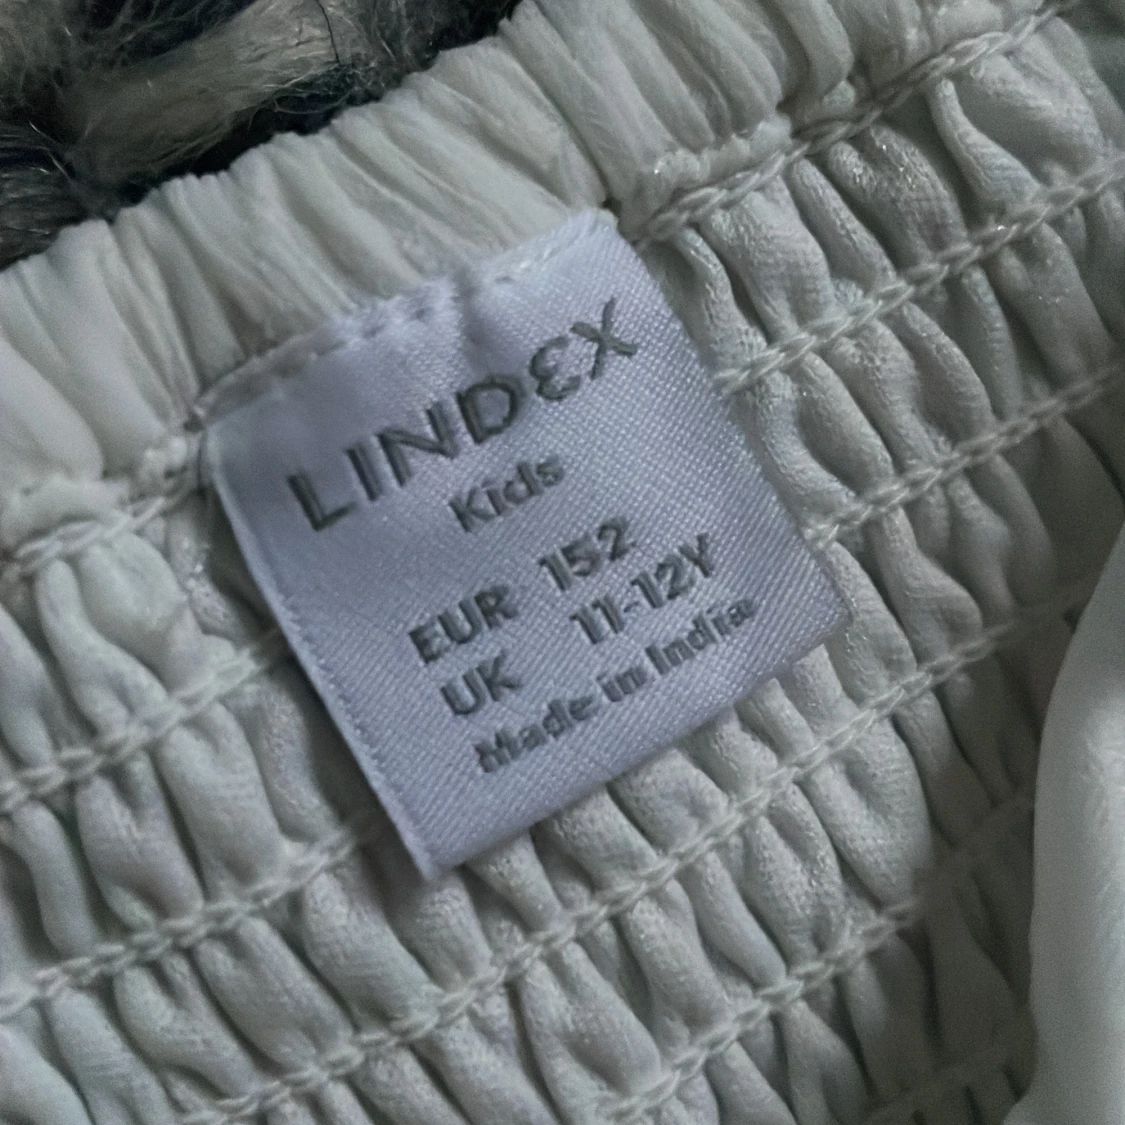 LINDEX
Kids
EUR 152
UK 11-12Y
Made in India